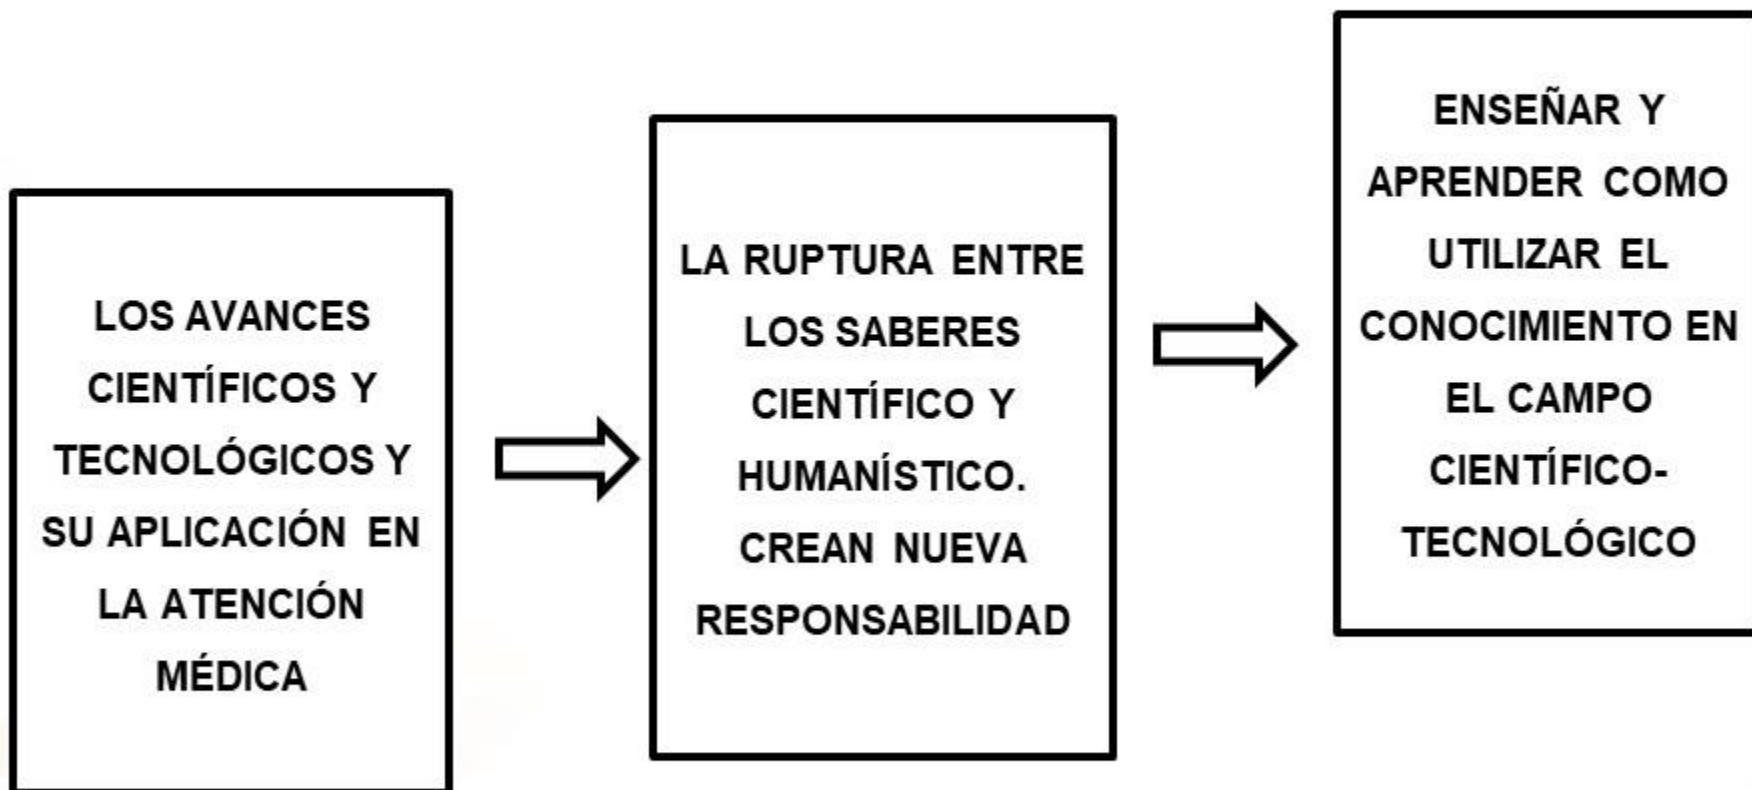 LOS AVANCES
CIENTÍFICOS Y
TECNOLÓGICOS Y
SU APLICACIÓN EN
LA ATENCIÓN
MÉDICA
LA RUPTURA ENTRE
LOS SABERES
CIENTÍFICO Y
HUMANÍSTICO.
CREAN NUEVA
RESPONSABILIDAD
ENSEÑAR Y
APRENDER COMO
UTILIZAR EL
CONOCIMIENTO EN
EL CAMPO
CIENTÍFICO-
TECNOLÓGICO